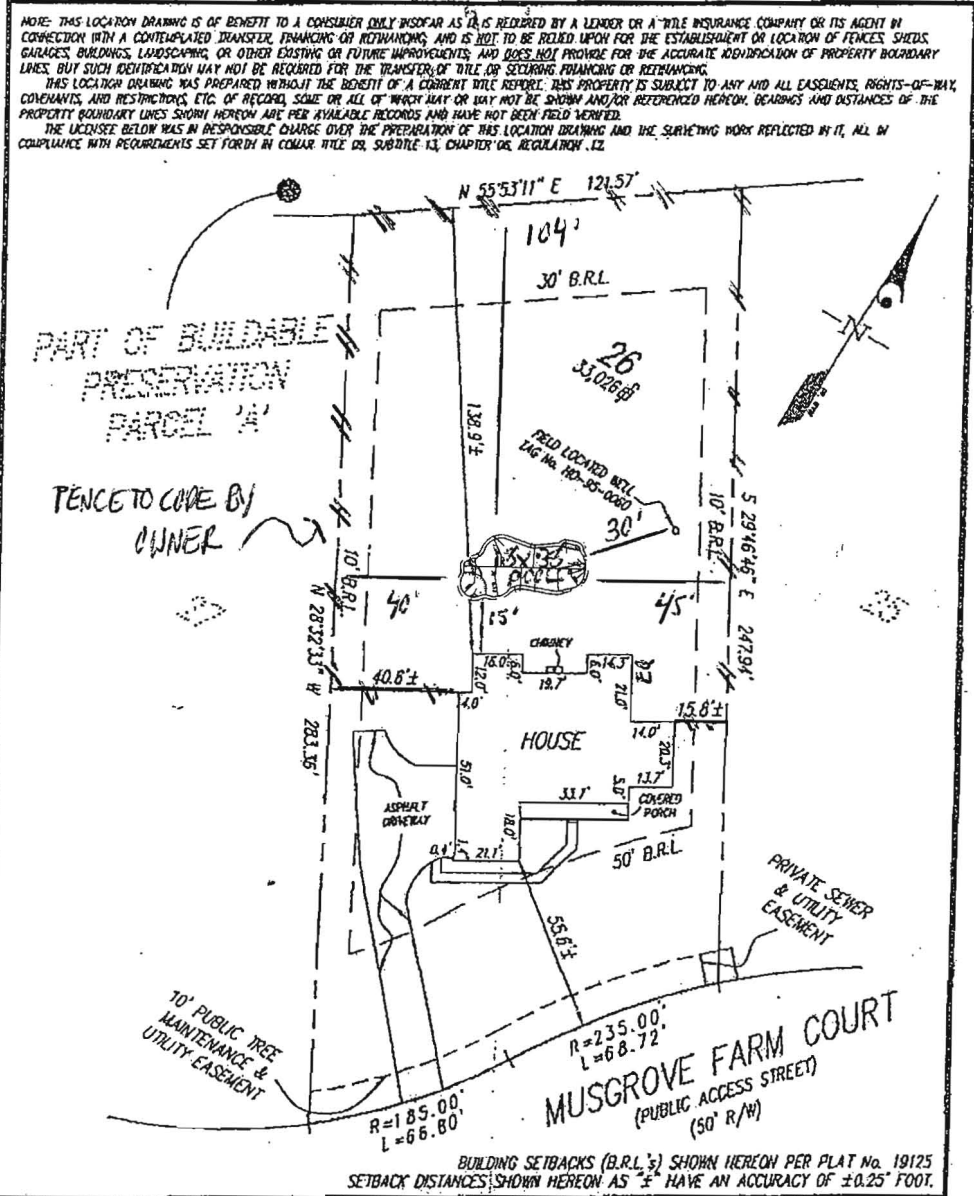 NOTE: THIS LOCATION DRAWING IS OF BENEFIT TO A CONSUMER ONLY INSOFAR AS IT IS REQUIRED BY A LENDER OR A TITLE INSURANCE COMPANY OR ITS AGENT IN
CONNECTION WITH A CONTEMPLATED TRANSFER, FINANCING OR REFINANCING, AND IS NOT TO BE RELIED UPON FOR THE ESTABLISHMENT OR LOCATION OF FENCES, SHEDS,
GARAGES, BUILDINGS, LANDSCAPING, OR OTHER EXISTING OR FUTURE IMPROVEMENTS; AND DOES NOT PROVIDE FOR THE ACCURATE IDENTIFICATION OF PROPERTY BOUNDARY
LINES, BUT SUCH IDENTIFICATION MAY NOT BE REQUIRED FOR THE TRANSFER OF TITLE OR SECURING FINANCING OR REFINANCING.
THIS LOCATION DRAWING WAS PREPARED WITHOUT THE BENEFIT OF A CURRENT TITLE REPORT. THIS PROPERTY IS SUBJECT TO ANY AND ALL EASEMENTS, RIGHTS-OF-WAY,
COVENANTS, AND RESTRICTIONS, ETC. OF RECORD, SOME OR ALL OF WHICH MAY OR MAY NOT BE SHOWN AND/OR REFERENCED HEREON. BEARINGS AND DISTANCES OF THE
PROPERTY BOUNDARY LINES SHOWN HEREON ARE PER AVAILABLE RECORDS AND HAVE NOT BEEN FIELD VERIFIED.
THE LICENSEE BELOW WAS IN RESPONSIBLE CHARGE OVER THE PREPARATION OF THIS LOCATION DRAWING AND THE SURVEYING WORK REFLECTED IN IT, ALL IN
COMPLIANCE WITH REQUIREMENTS SET FORTH IN COMAR TITLE 09, SUBTITLE 13, CHAPTER 06, REGULATION .12
N 55°53'11" E 121.57'
104'
30' B.R.L.
N
PART OF BUILDABLE
PRESERVATION
PARCEL 'A'
26
33,026
138.9'±
FIELD LOCATED WELL
TAG No. HO-95-0060
FENCE TO CODE BY
OWNER
30'
10' B.R.L.
10' B.R.L.
S 29°46'46" E 247.94'
N 28°32'33" W 283.36'
27
25
40'
15'
45'
CHIMNEY
16.0'
6.0'
19.7'
6.0'
14.3'
40.8'±
12.0'
4.0'
21.0'
15.8'±
HOUSE
14.0'
20.3'
51.0'
13.7'
5.0'
33.1'
COVERED
PORCH
ASPHALT
DRIVEWAY
18.0'
0.4'
21.1'
50' B.R.L.
55.6'±
PRIVATE SEWER
& UTILITY
EASEMENT
10' PUBLIC TREE
MAINTENANCE &
UTILITY EASEMENT
R=235.00'
L=68.72'
R=185.00'
L=66.80'
MUSGROVE FARM COURT
(PUBLIC ACCESS STREET)
(50' R/W)
BUILDING SETBACKS (B.R.L.'s) SHOWN HEREON PER PLAT No. 19125
SETBACK DISTANCES SHOWN HEREON AS "±" HAVE AN ACCURACY OF ±0.25' FOOT.